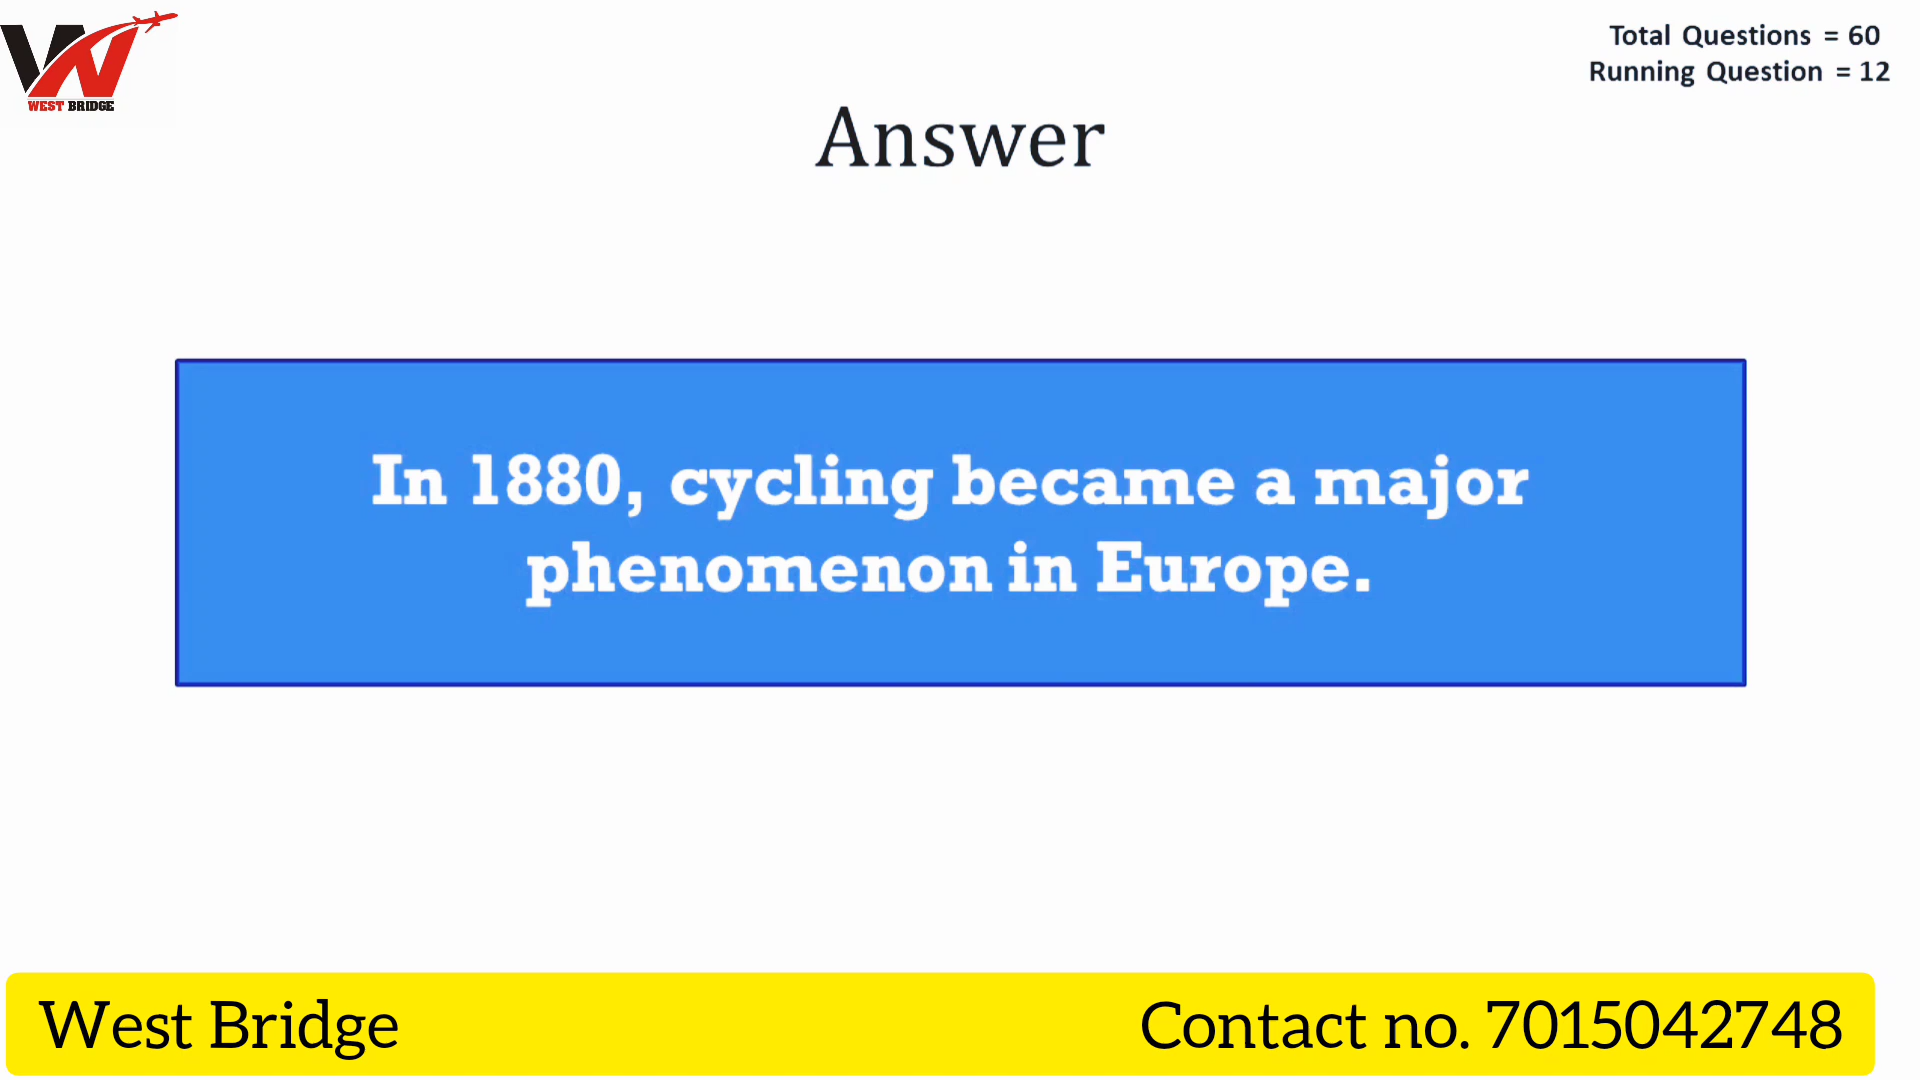 WEST BRIDGE
Total Questions = 60
Running Question = 12
Answer
In 1880, cycling became a major
phenomenon in Europe.
West Bridge
Contact no. 7015042748